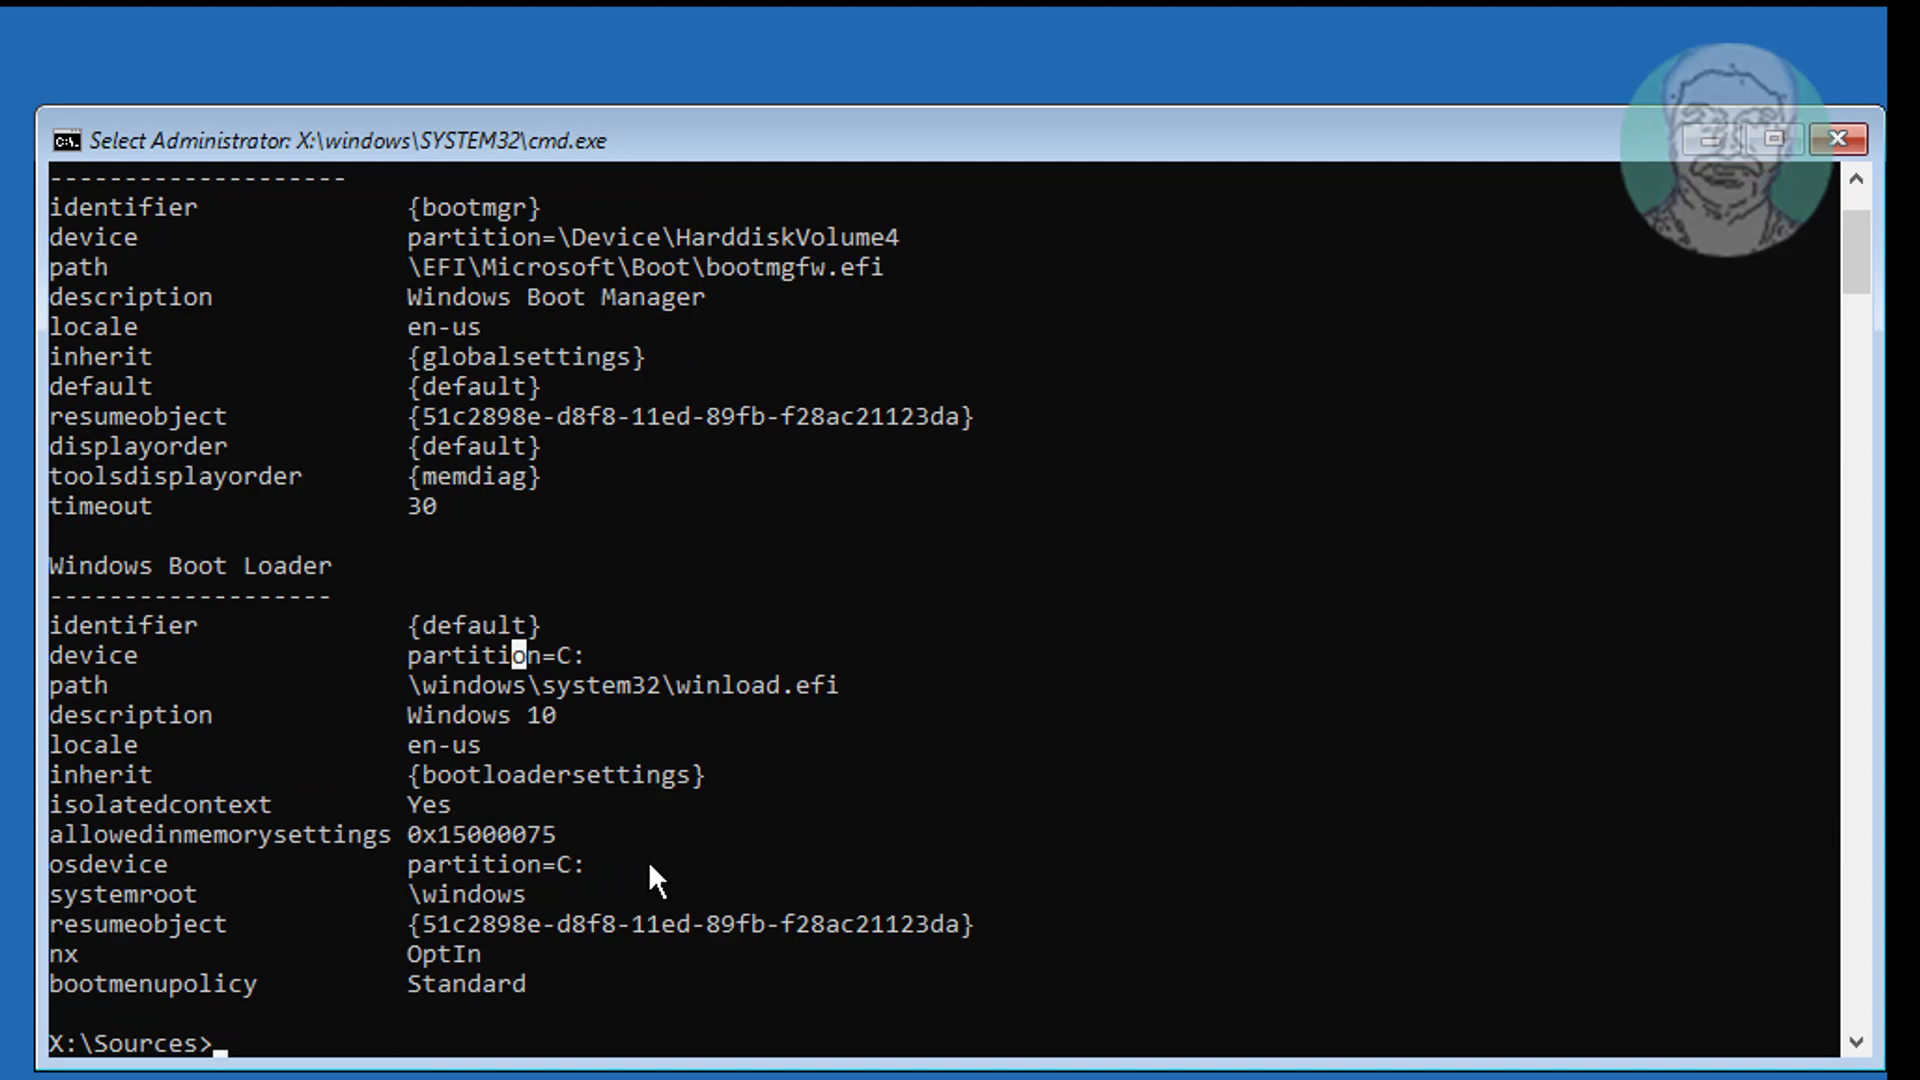 Select Administrator: X:\windows\SYSTEM32\cmd.exe
--------------------
identifier {bootmgr}
device partition=\Device\HarddiskVolume4
path \EFI\Microsoft\Boot\bootmgfw.efi
description Windows Boot Manager
locale en-us
inherit {globalsettings}
default {default}
resumeobject {51c2898e-d8f8-11ed-89fb-f28ac21123da}
displayorder {default}
toolsdisplayorder {memdiag}
timeout 30
Windows Boot Loader
-------------------
identifier {default}
device partition=C:
path \windows\system32\winload.efi
description Windows 10
locale en-us
inherit {bootloadersettings}
isolatedcontext Yes
allowedinmemorysettings 0x15000075
osdevice partition=C:
systemroot \windows
resumeobject {51c2898e-d8f8-11ed-89fb-f28ac21123da}
nx OptIn
bootmenupolicy Standard
X:\Sources>